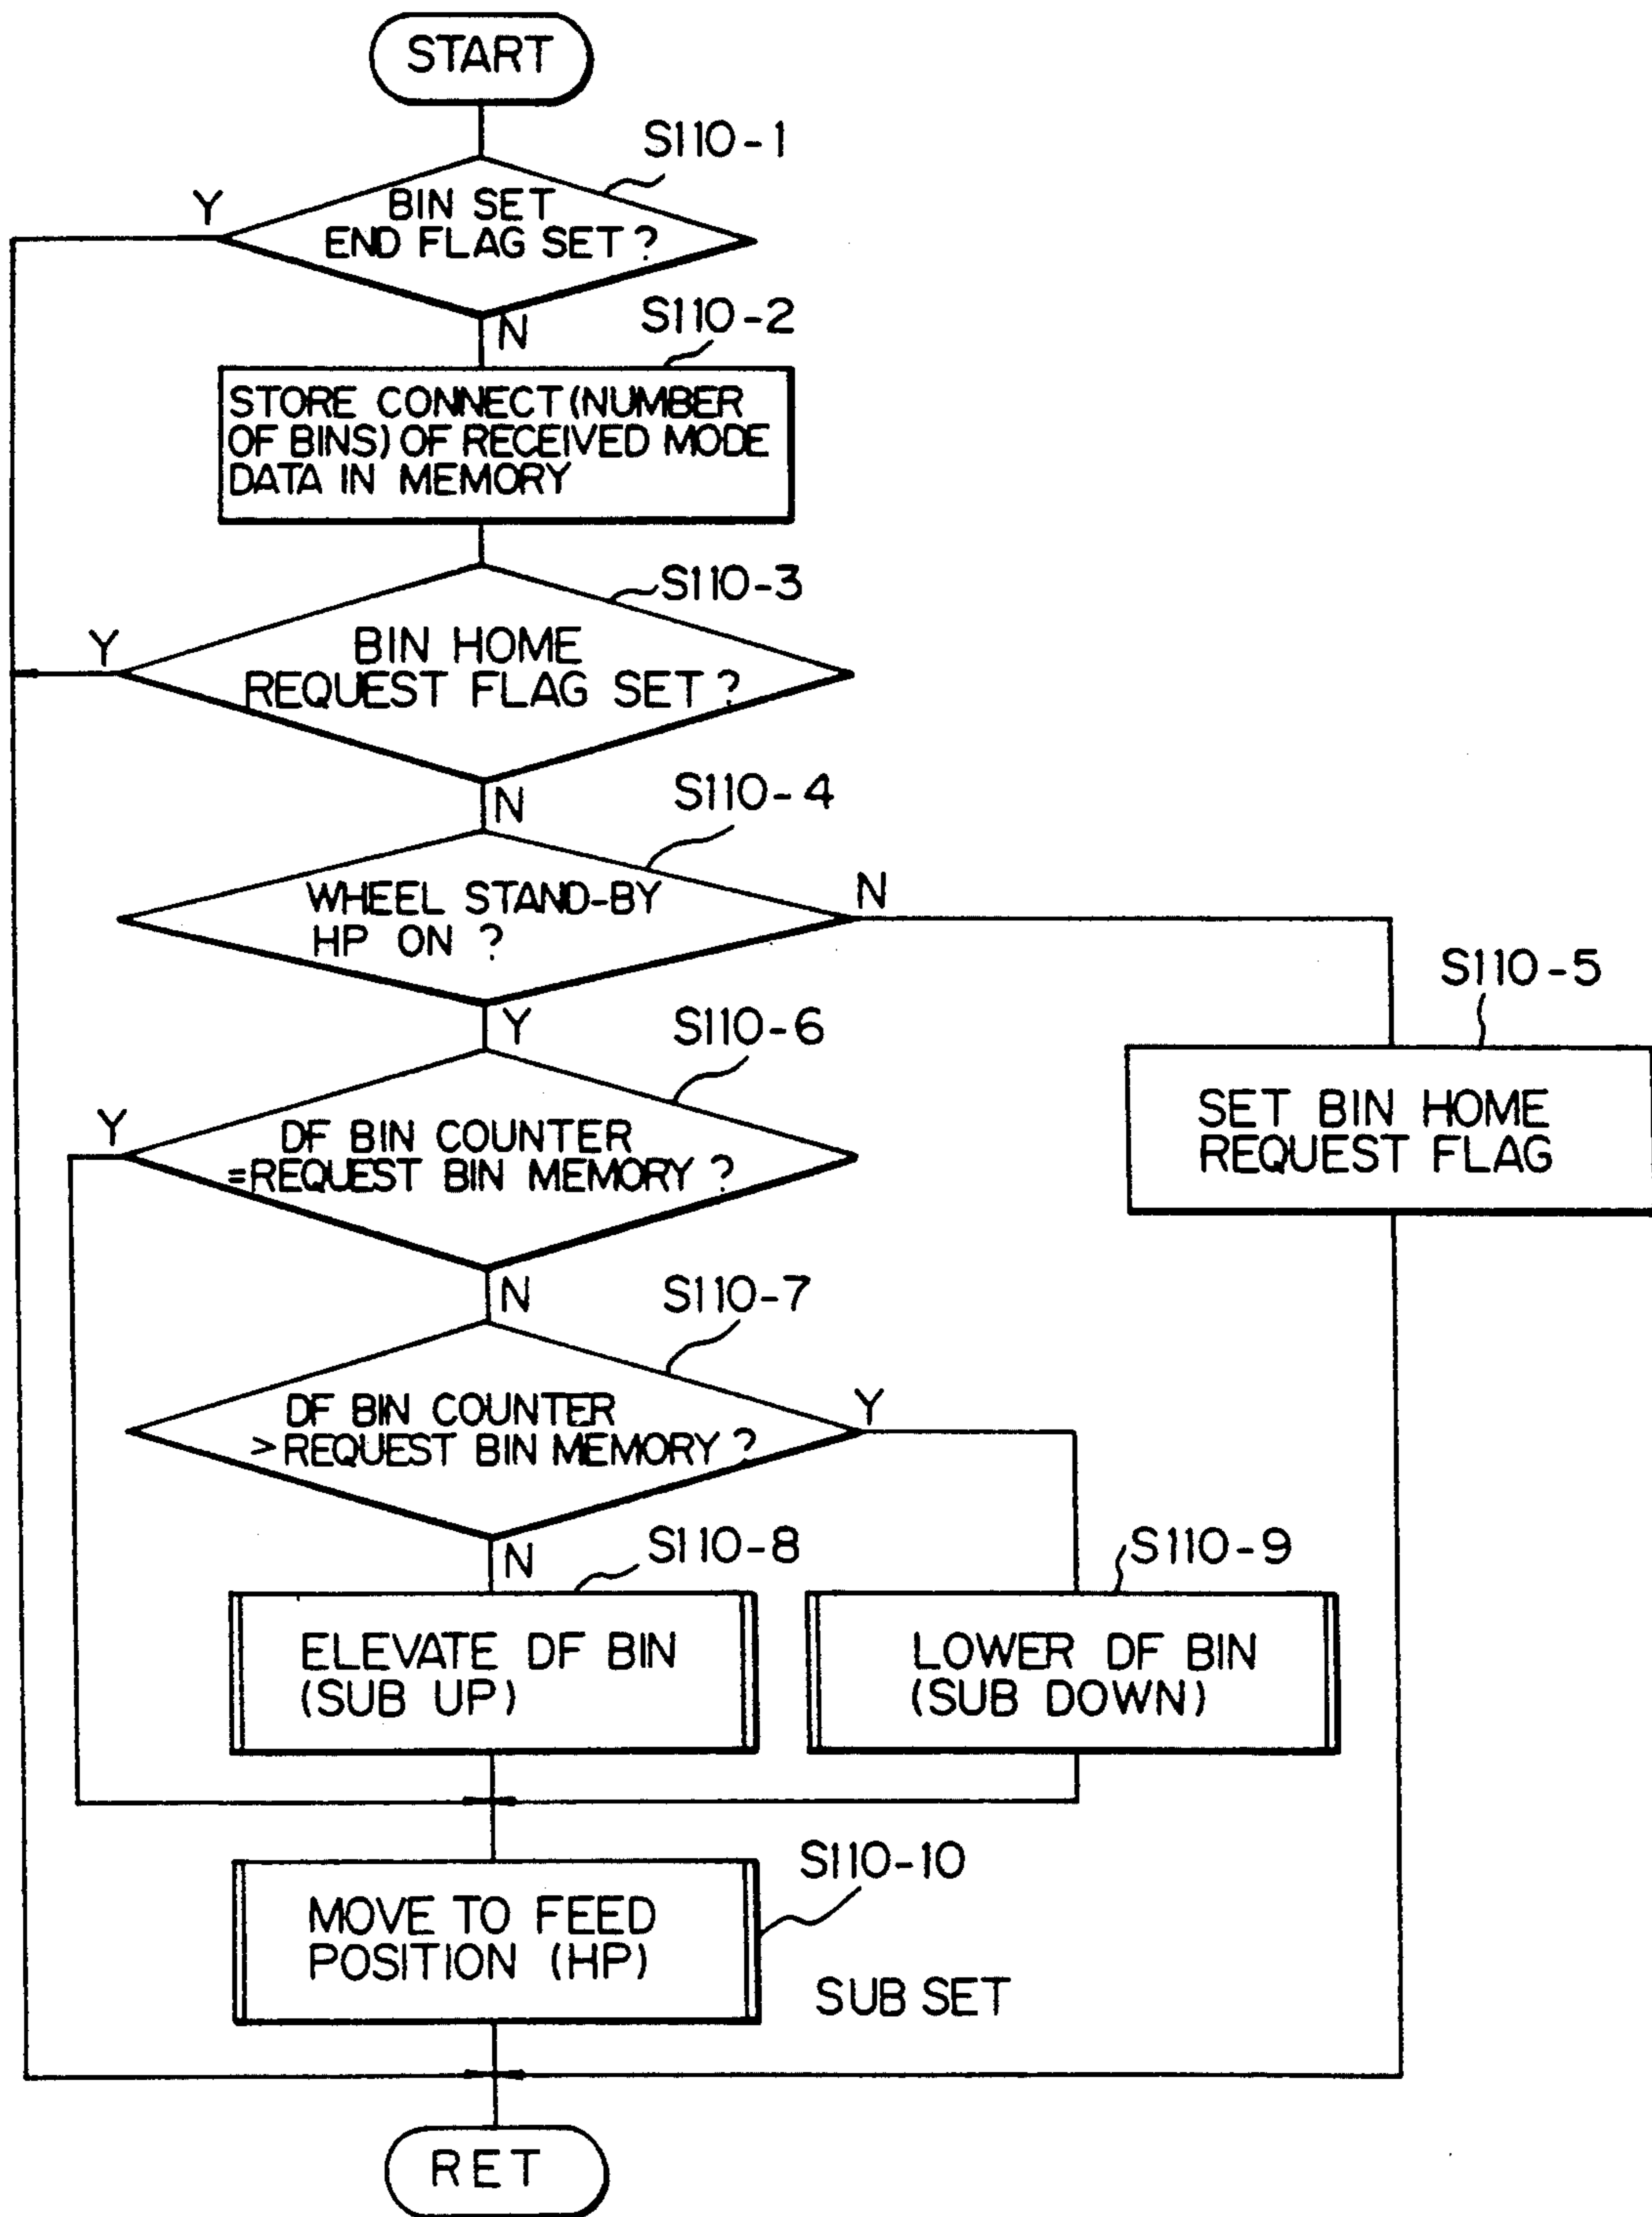 START
S110-1
Y
BIN SET
END FLAG SET ?
N
S110-2
STORE CONNECT (NUMBER
OF BINS) OF RECEIVED MODE
DATA IN MEMORY
S110-3
Y
BIN HOME
REQUEST FLAG SET ?
N
S110-4
WHEEL STAND-BY
HP ON ?
N
Y
S110-5
SET BIN HOME
REQUEST FLAG
S110-6
Y
DF BIN COUNTER
=REQUEST BIN MEMORY ?
N
S110-7
DF BIN COUNTER
>REQUEST BIN MEMORY ?
Y
N
S110-8
ELEVATE DF BIN
(SUB UP)
S110-9
LOWER DF BIN
(SUB DOWN)
S110-10
MOVE TO FEED
POSITION (HP)
SUB SET
RET